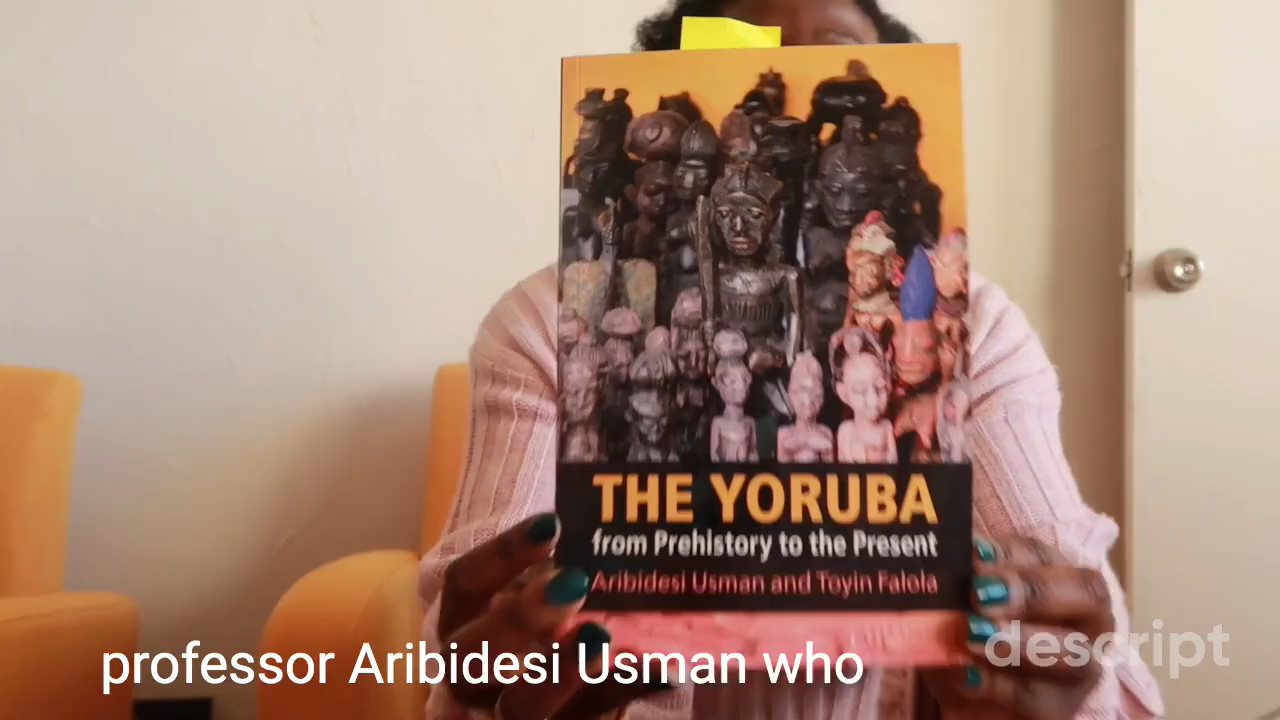 THE YORUBA
from Prehistory to the Present
Aribidesi Usman and Toyin Falola
professor Aribidesi Usman who
descript